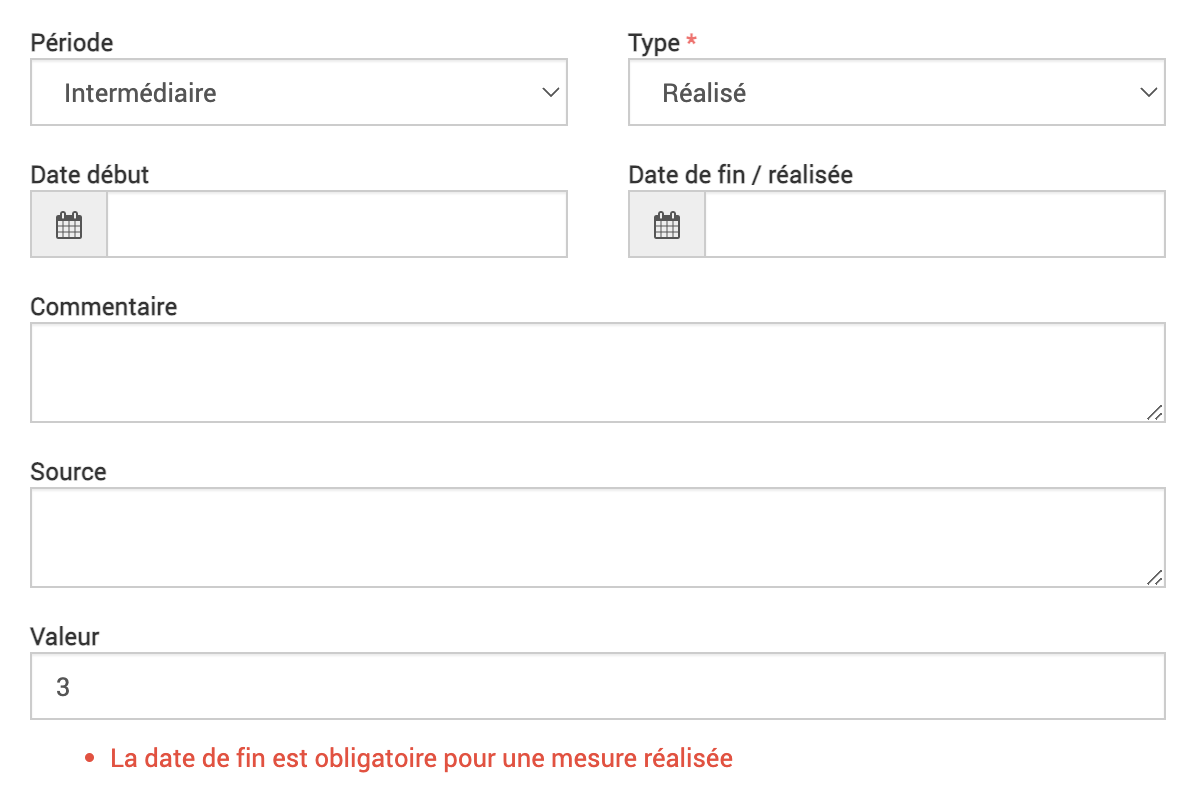 Période
Type *
Intermédiaire
Réalisé
Date début
Date de fin / réalisée
Commentaire
Source
Valeur
3
• La date de fin est obligatoire pour une mesure réalisée